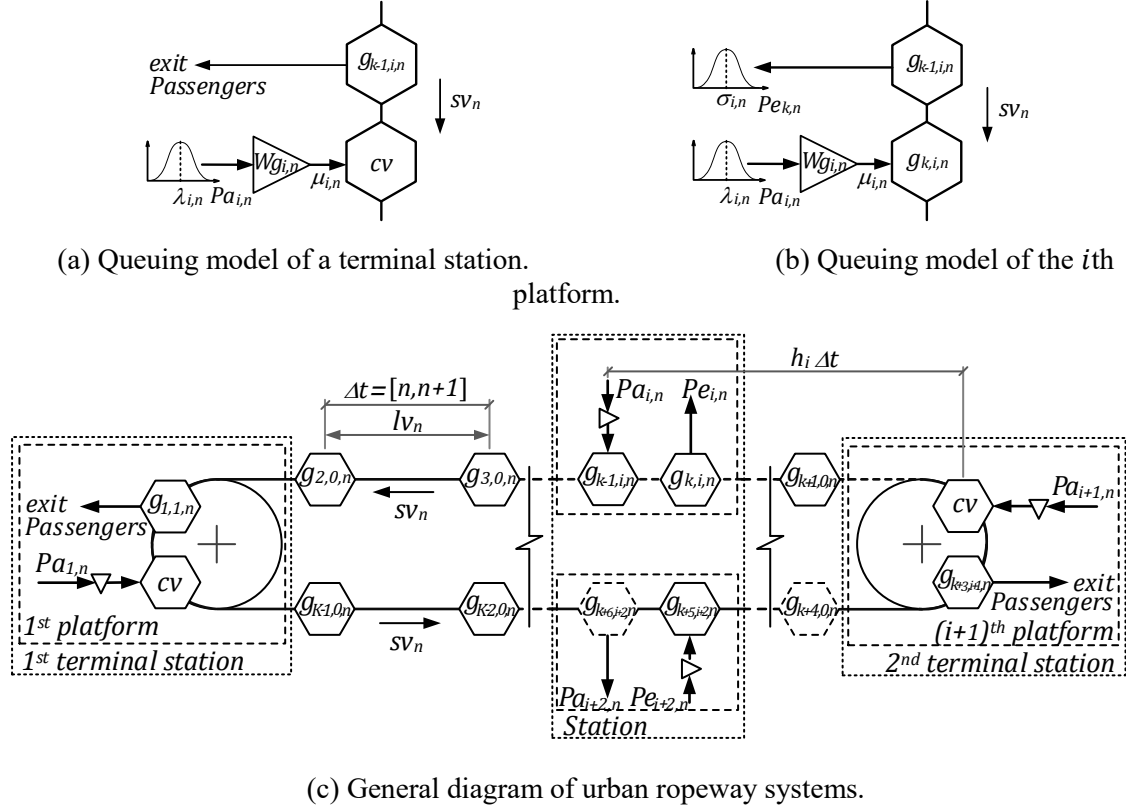 g_{k-1,i,n}
exit
Passengers
sv_n
Wg_{i,n}
cv
λ_{i,n} Pa_{i,n}
μ_{i,n}
g_{k-1,i,n}
σ_{i,n} Pe_{k,n}
sv_n
Wg_{i,n}
g_{k,i,n}
λ_{i,n} Pa_{i,n}
μ_{i,n}
(a) Queuing model of a terminal station.
(b) Queuing model of the ith
platform.
h_i Δt
Δt=[n,n+1]
lv_n
Pa_{i,n} Pe_{i,n}
g_{1,1,n}
g_{2,0,n}
g_{3,0,n}
g_{k-1,i,n}
g_{k,i,n}
g_{k+1,0,n}
cv
exit
Passengers
sv_n
Pa_{i+1,n}
Pa_{1,n}
cv
g_{K-1,0,n}
g_{K-2,0,n}
g_{k+6,i+2,n}
g_{k+5,i+2,n}
g_{k+4,0,n}
g_{k+3,i+1,n}
exit
Passengers
sv_n
1st platform
(i+1)th platform
1st terminal station
2nd terminal station
Pa_{i+2,n} Pe_{i+2,n}
Station
(c) General diagram of urban ropeway systems.